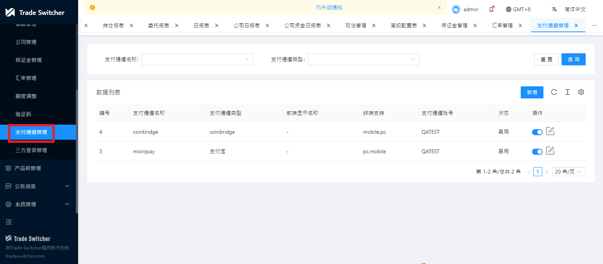 Trade Switcher
TS升级通知
admin
GMT+8
简体中文
持仓报表
委托报表
日报表
公司日报表
公司资金日报表
玩法管理
客损配置表
保证金管理
汇率管理
支付通道管理
公司管理
保证金管理
汇率管理
额度调整
验证码
支付通道管理
三方登录管理
产品前管理
公告消息
系统管理
Trade Switcher
由Trade Switcher提供技术支持
tradeswitcher.com
支付通道名称:
支付通道类型:
重 置
查 询
数据列表
新增
编号 支付通道名称 支付通道类型 前端显示名称 终端支持 支付通道账号 状态 操作
4 coinbridge coinbridge - mobile,pc QATEST 启用
3 micropay 支付宝 - pc,mobile QATEST 启用
第 1-2 条/总共 2 条 1 20 条/页